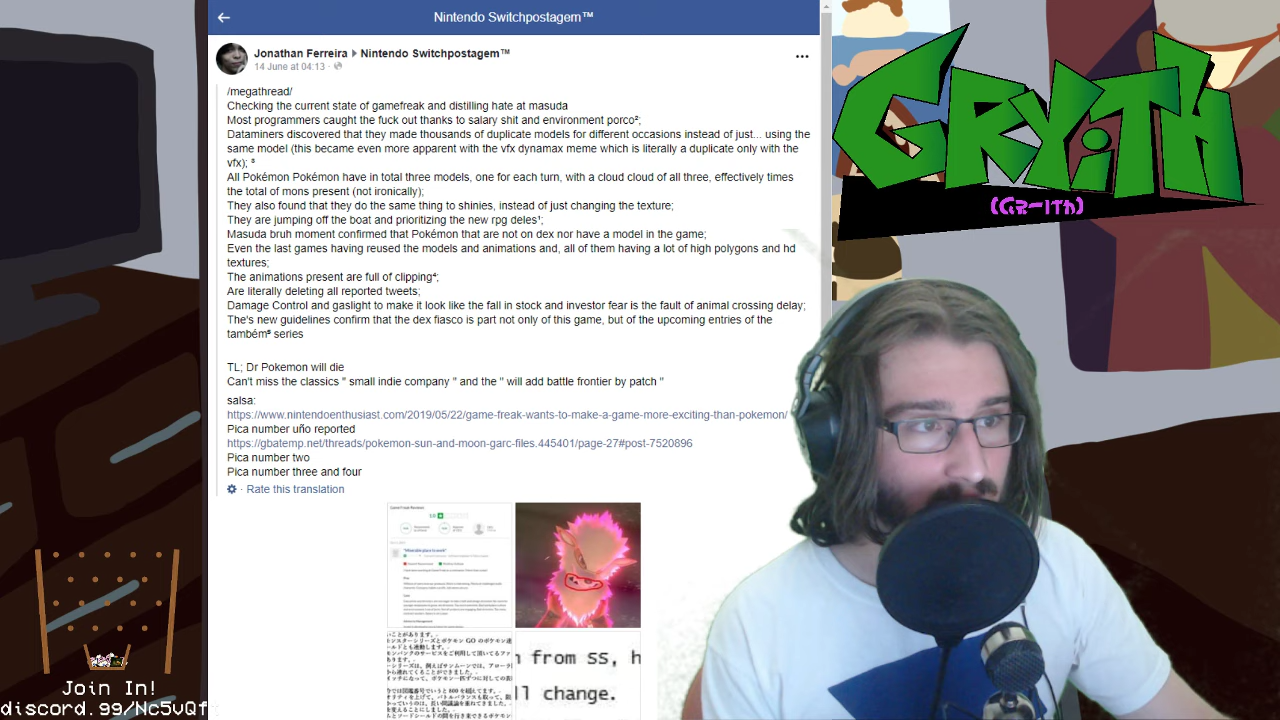 Nintendo Switchpostagem™
Jonathan Ferreira ▸ Nintendo Switchpostagem™
14 June at 04:13 ·
/megathread/
Checking the current state of gamefreak and distilling hate at masuda
Most programmers caught the fuck out thanks to salary shit and environment porco²;
Dataminers discovered that they made thousands of duplicate models for different occasions instead of just... using the
same model (this became even more apparent with the vfx dynamax meme which is literally a duplicate only with the
vfx); ⁵
All Pokémon Pokémon have in total three models, one for each turn, with a cloud cloud of all three, effectively times
the total of mons present (not ironically);
They also found that they do the same thing to shinies, instead of just changing the texture;
They are jumping off the boat and prioritizing the new rpg deles¹;
Masuda bruh moment confirmed that Pokémon that are not on dex nor have a model in the game;
Even the last games having reused the models and animations and, all of them having a lot of high polygons and hd
textures;
The animations present are full of clipping⁴;
Are literally deleting all reported tweets;
Damage Control and gaslight to make it look like the fall in stock and investor fear is the fault of animal crossing delay;
The's new guidelines confirm that the dex fiasco is part not only of this game, but of the upcoming entries of the
também⁶ series
TL; Dr Pokemon will die
Can't miss the classics " small indie company " and the " will add battle frontier by patch "
salsa:
https://www.nintendoenthusiast.com/2019/05/22/game-freak-wants-to-make-a-game-more-exciting-than-pokemon/
Pica number uño reported
https://gbatemp.net/threads/pokemon-sun-and-moon-garc-files.445401/page-27#post-7520896
Pica number two
Pica number three and four
· Rate this translation
from ss, h
ll change.
GRYiTH
(GR-ITH)
Join In!
discord.gg/Nc5vQf